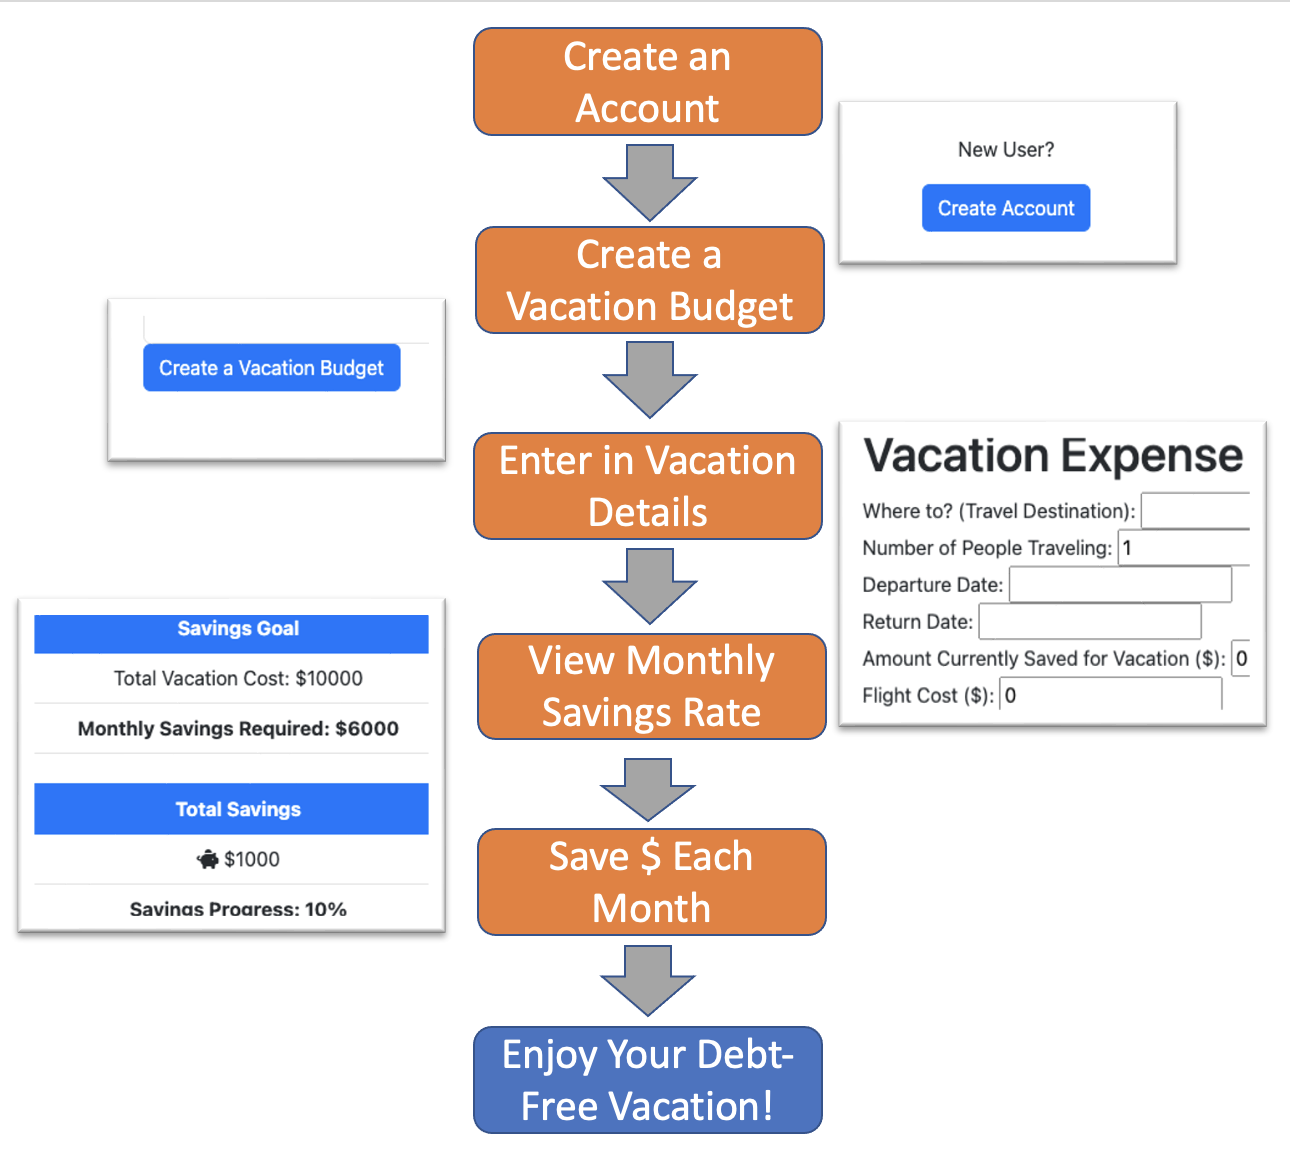 Create an
Account
New User?
Create Account
Create a
Vacation Budget
Create a Vacation Budget
Enter in Vacation
Details
Vacation Expense
Where to? (Travel Destination):
Number of People Traveling: 1
Departure Date:
Return Date:
Amount Currently Saved for Vacation ($): 0
Flight Cost ($): 0
View Monthly
Savings Rate
Savings Goal
Total Vacation Cost: $10000
Monthly Savings Required: $6000
Total Savings
$1000
Savings Progress: 10%
Save $ Each
Month
Enjoy Your Debt-
Free Vacation!